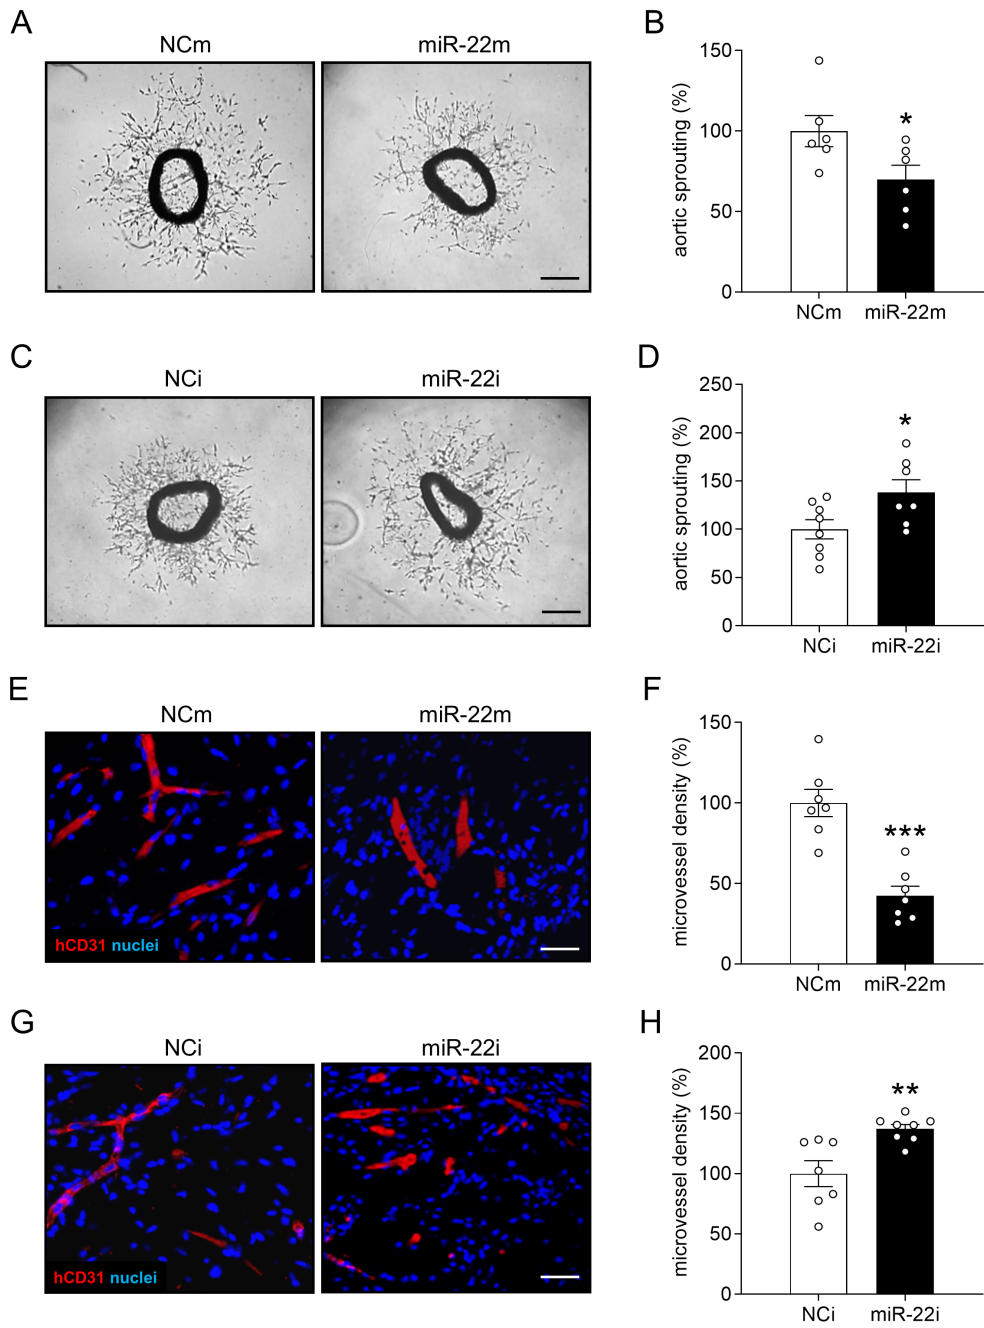 A
NCm
miR-22m
B
150
100
50
0
aortic sprouting (%)
*
NCm
miR-22m
C
NCi
miR-22i
D
250
200
150
100
50
0
aortic sprouting (%)
*
NCi
miR-22i
E
NCm
miR-22m
hCD31 nuclei
F
150
100
50
0
microvessel density (%)
***
NCm
miR-22m
G
NCi
miR-22i
hCD31 nuclei
H
200
150
100
50
0
microvessel density (%)
**
NCi
miR-22i